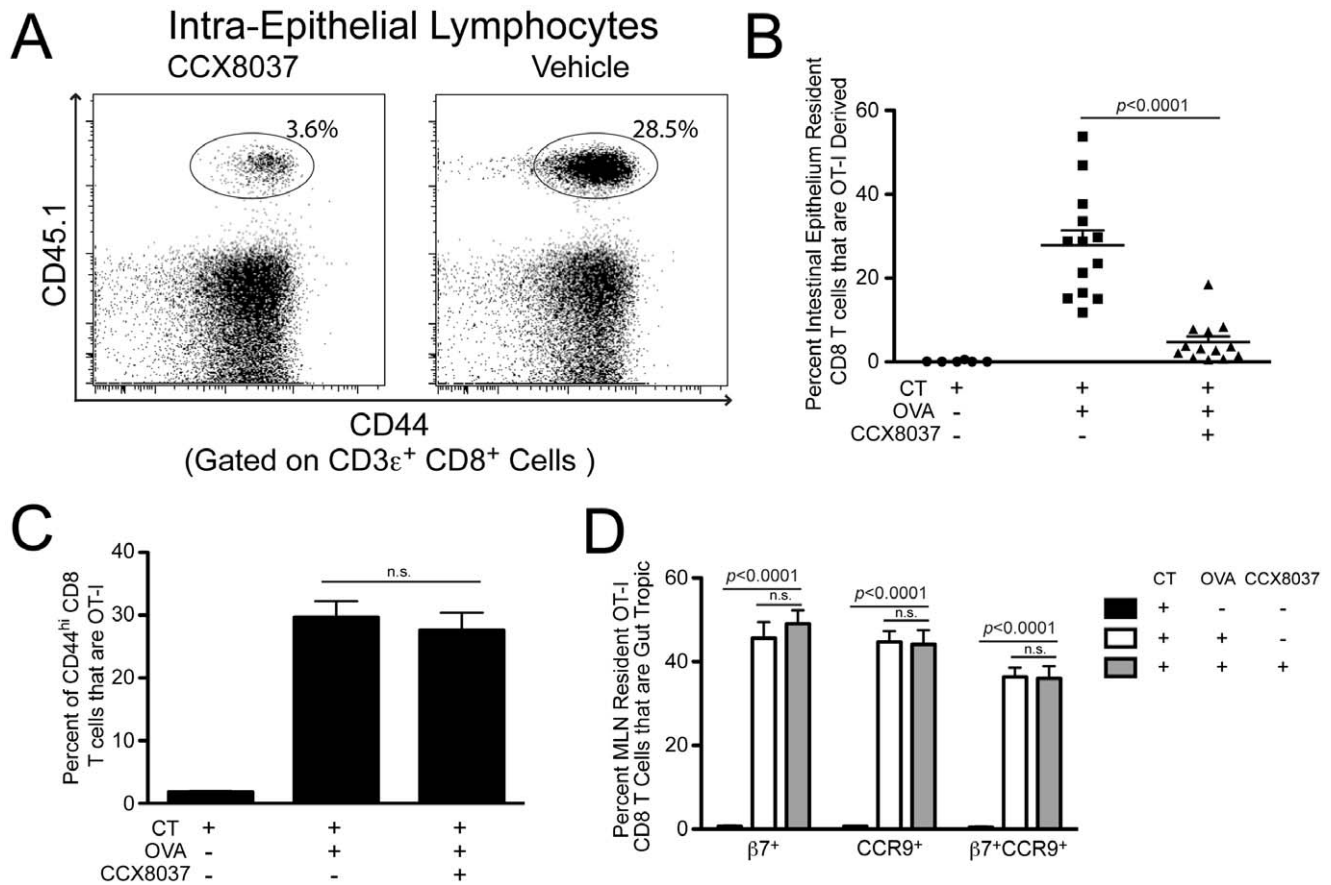 A
Intra-Epithelial Lymphocytes
CCX8037
Vehicle
3.6%
28.5%
CD45.1
CD44
(Gated on CD3ε+ CD8+ Cells )
B
Percent Intestinal Epithelium Resident
CD8 T cells that are OT-I Derived
p<0.0001
60
40
20
0
CT + + +
OVA - + +
CCX8037 - - +
C
Percent of CD44hi CD8
T cells that are OT-I
40
30
20
10
0
n.s.
CT + + +
OVA - + +
CCX8037 - - +
D
Percent MLN Resident OT-I
CD8 T Cells that are Gut Tropic
60
40
20
0
p<0.0001
n.s.
p<0.0001
n.s.
p<0.0001
n.s.
β7+ CCR9+ β7+CCR9+
CT OVA CCX8037
+ - -
+ + -
+ + +